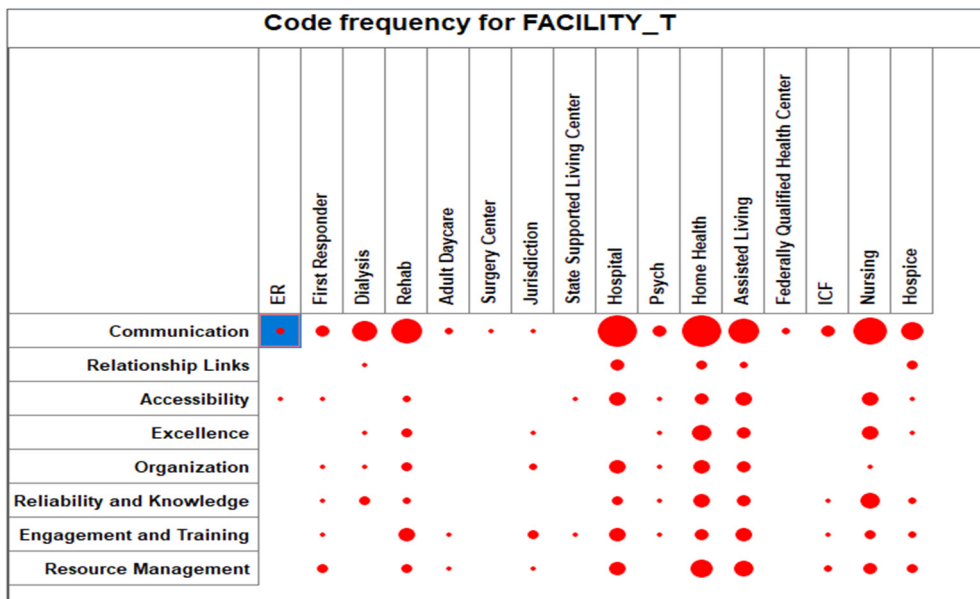 Code frequency for FACILITY_T
ER
First Responder
Dialysis
Rehab
Adult Daycare
Surgery Center
Jurisdiction
State Supported Living Center
Hospital
Psych
Home Health
Assisted Living
Federally Qualified Health Center
ICF
Nursing
Hospice
Communication
Relationship Links
Accessibility
Excellence
Organization
Reliability and Knowledge
Engagement and Training
Resource Management